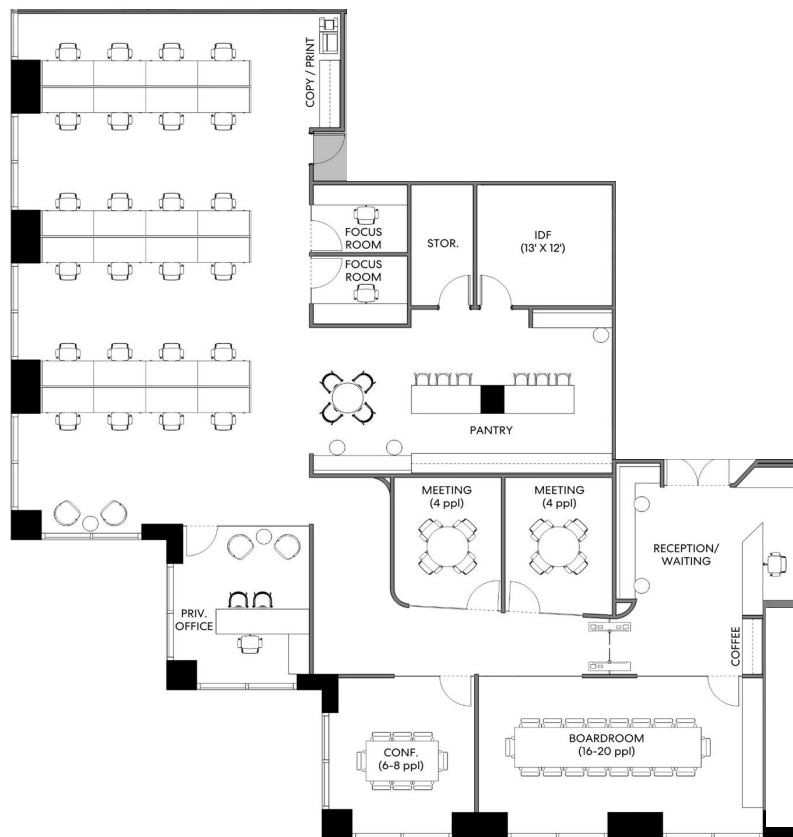 COPY / PRINT
FOCUS
ROOM
STOR.
IDF
(13' X 12')
FOCUS
ROOM
PANTRY
MEETING
(4 ppl)
MEETING
(4 ppl)
RECEPTION/
WAITING
PRIV.
OFFICE
COFFEE
CONF.
(6-8 ppl)
BOARDROOM
(16-20 ppl)